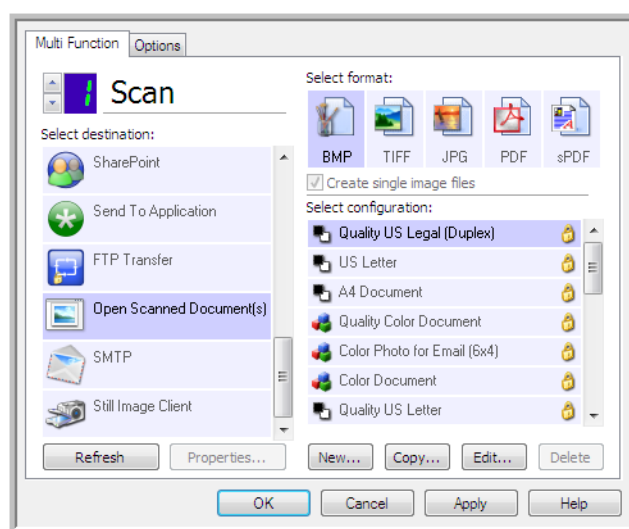 Multi Function
Options
1
Scan
Select destination:
SharePoint
Send To Application
FTP Transfer
Open Scanned Document(s)
SMTP
Still Image Client
Refresh
Properties...
Select format:
BMP
TIFF
JPG
PDF
sPDF
Create single image files
Select configuration:
Quality US Legal (Duplex)
US Letter
A4 Document
Quality Color Document
Color Photo for Email (6x4)
Color Document
Quality US Letter
New...
Copy...
Edit...
Delete
OK
Cancel
Apply
Help